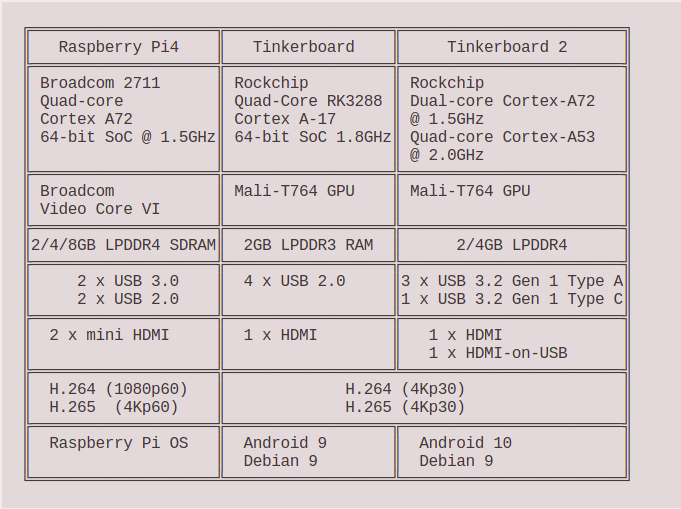 Raspberry Pi4 Tinkerboard Tinkerboard 2
Broadcom 2711 Rockchip Rockchip
Quad-core Quad-Core RK3288 Dual-core Cortex-A72
Cortex A72 Cortex A-17 @ 1.5GHz
64-bit SoC @ 1.5GHz 64-bit SoC 1.8GHz Quad-core Cortex-A53
@ 2.0GHz
Broadcom Mali-T764 GPU Mali-T764 GPU
Video Core VI
2/4/8GB LPDDR4 SDRAM 2GB LPDDR3 RAM 2/4GB LPDDR4
2 x USB 3.0 4 x USB 2.0 3 x USB 3.2 Gen 1 Type A
2 x USB 2.0 1 x USB 3.2 Gen 1 Type C
2 x mini HDMI 1 x HDMI 1 x HDMI
1 x HDMI-on-USB
H.264 (1080p60) H.264 (4Kp30)
H.265 (4Kp60) H.265 (4Kp30)
Raspberry Pi OS Android 9 Android 10
Debian 9 Debian 9